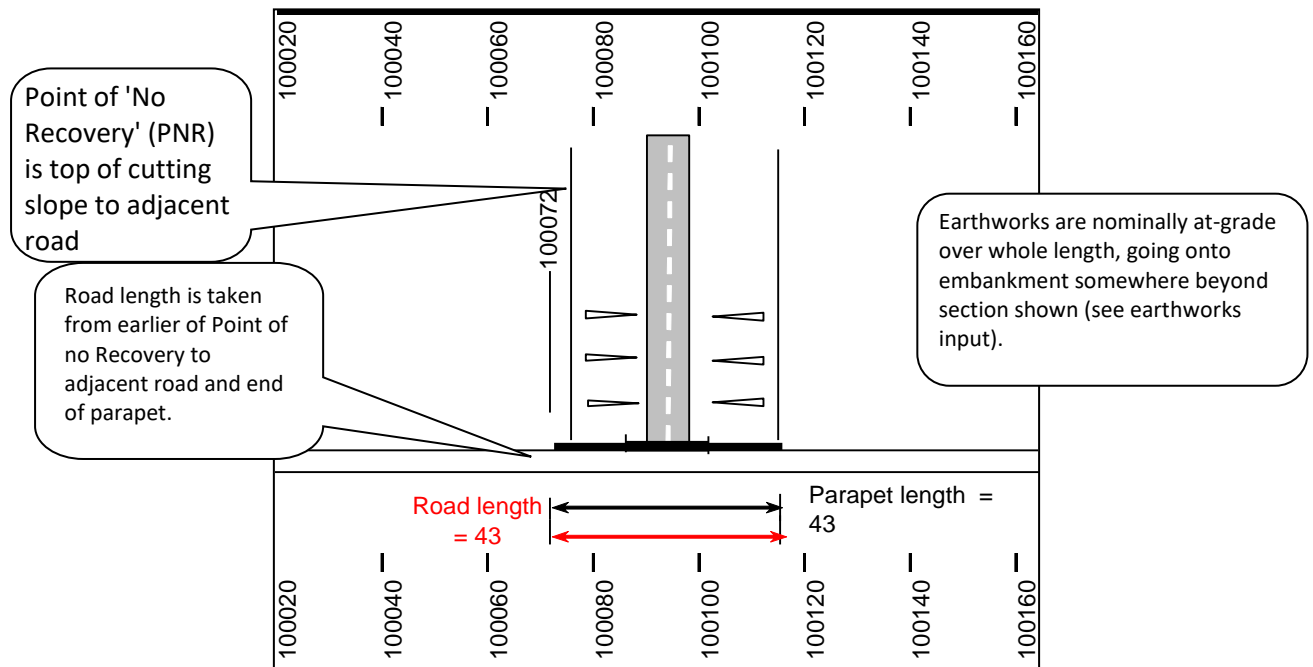 100020
100040
100060
100080
100100
100120
100140
100160
Point of 'No
Recovery' (PNR)
is top of cutting
slope to adjacent
road
100072
Earthworks are nominally at-grade
over whole length, going onto
embankment somewhere beyond
section shown (see earthworks
input).
Road length is taken
from earlier of Point of
no Recovery to
adjacent road and end
of parapet.
Road length
= 43
Parapet length =
43
100020
100040
100060
100080
100100
100120
100140
100160